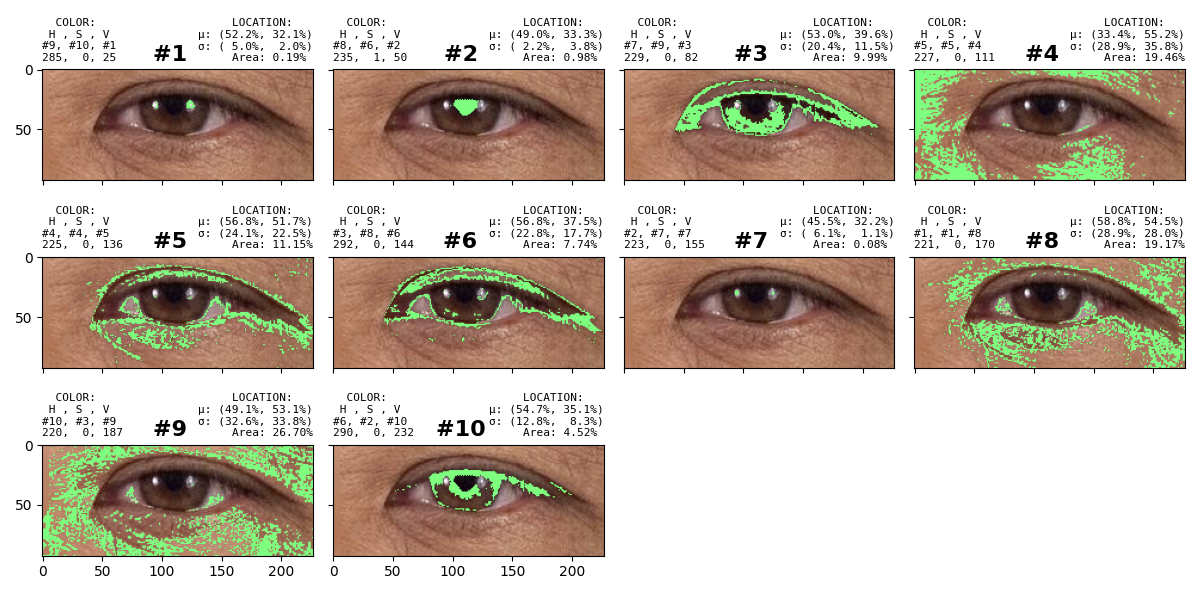 COLOR: LOCATION:
H , S , V μ: (52.2%, 32.1%)
#9, #10, #1 #1 σ: ( 5.0%, 2.0%)
285, 0, 25 Area: 0.19%
COLOR: LOCATION:
H , S , V μ: (49.0%, 33.3%)
#8, #6, #2 #2 σ: ( 2.2%, 3.8%)
235, 1, 50 Area: 0.98%
COLOR: LOCATION:
H , S , V μ: (53.0%, 39.6%)
#7, #9, #3 #3 σ: (20.4%, 11.5%)
229, 0, 82 Area: 9.99%
COLOR: LOCATION:
H , S , V μ: (33.4%, 55.2%)
#5, #5, #4 #4 σ: (28.9%, 35.8%)
227, 0, 111 Area: 19.46%
0
50
COLOR: LOCATION:
H , S , V μ: (56.8%, 51.7%)
#4, #4, #5 #5 σ: (24.1%, 22.5%)
225, 0, 136 Area: 11.15%
COLOR: LOCATION:
H , S , V μ: (56.8%, 37.5%)
#3, #8, #6 #6 σ: (22.8%, 17.7%)
292, 0, 144 Area: 7.74%
COLOR: LOCATION:
H , S , V μ: (45.5%, 32.2%)
#2, #7, #7 #7 σ: ( 6.1%, 1.1%)
223, 0, 155 Area: 0.08%
COLOR: LOCATION:
H , S , V μ: (58.8%, 54.5%)
#1, #1, #8 #8 σ: (28.9%, 28.0%)
221, 0, 170 Area: 19.17%
0
50
COLOR: LOCATION:
H , S , V μ: (49.1%, 53.1%)
#10, #3, #9 #9 σ: (32.6%, 33.8%)
220, 0, 187 Area: 26.70%
COLOR: LOCATION:
H , S , V μ: (54.7%, 35.1%)
#6, #2, #10 #10 σ: (12.8%, 8.3%)
290, 0, 232 Area: 4.52%
0
50
0 50 100 150 200
0 50 100 150 200